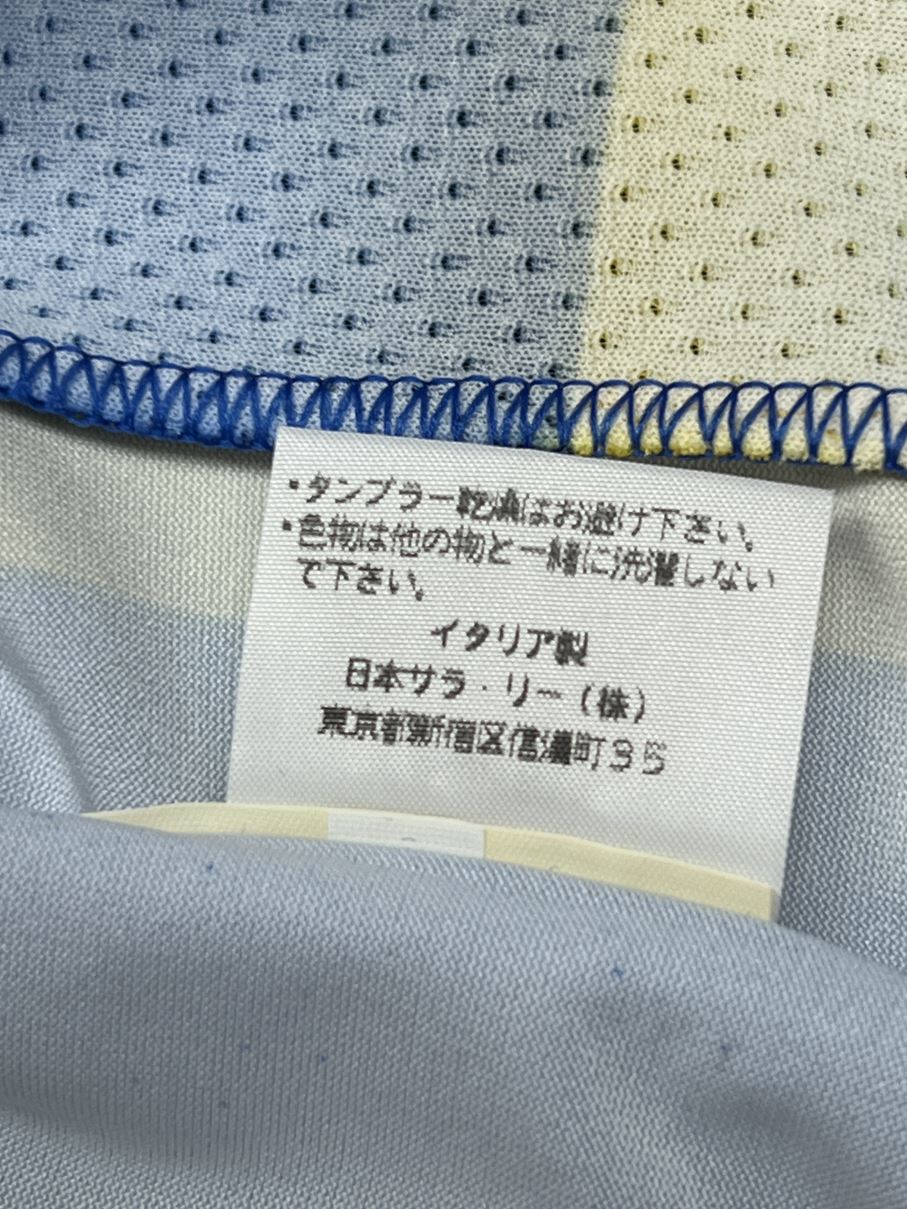 ・タンブラー乾燥はお避け下さい。
・色物は他の物と一緒に洗濯しない
で下さい。
イタリア製
日本サラ・リー(株)
東京都新宿区信濃町35